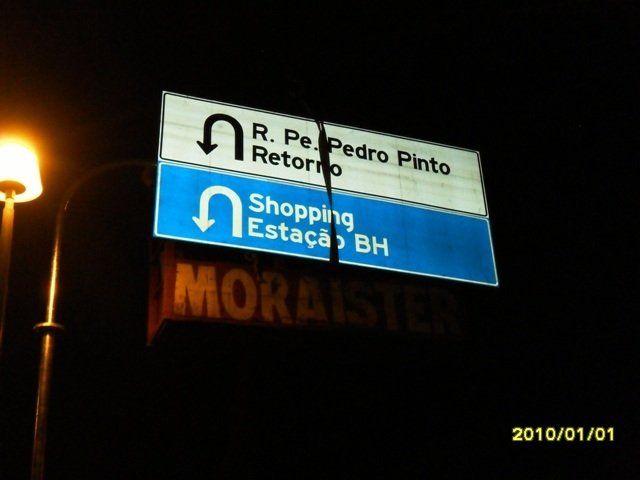 R. Pe. Pedro Pinto
Retorno
Shopping
Estação BH
MORAISTER
2010/01/01